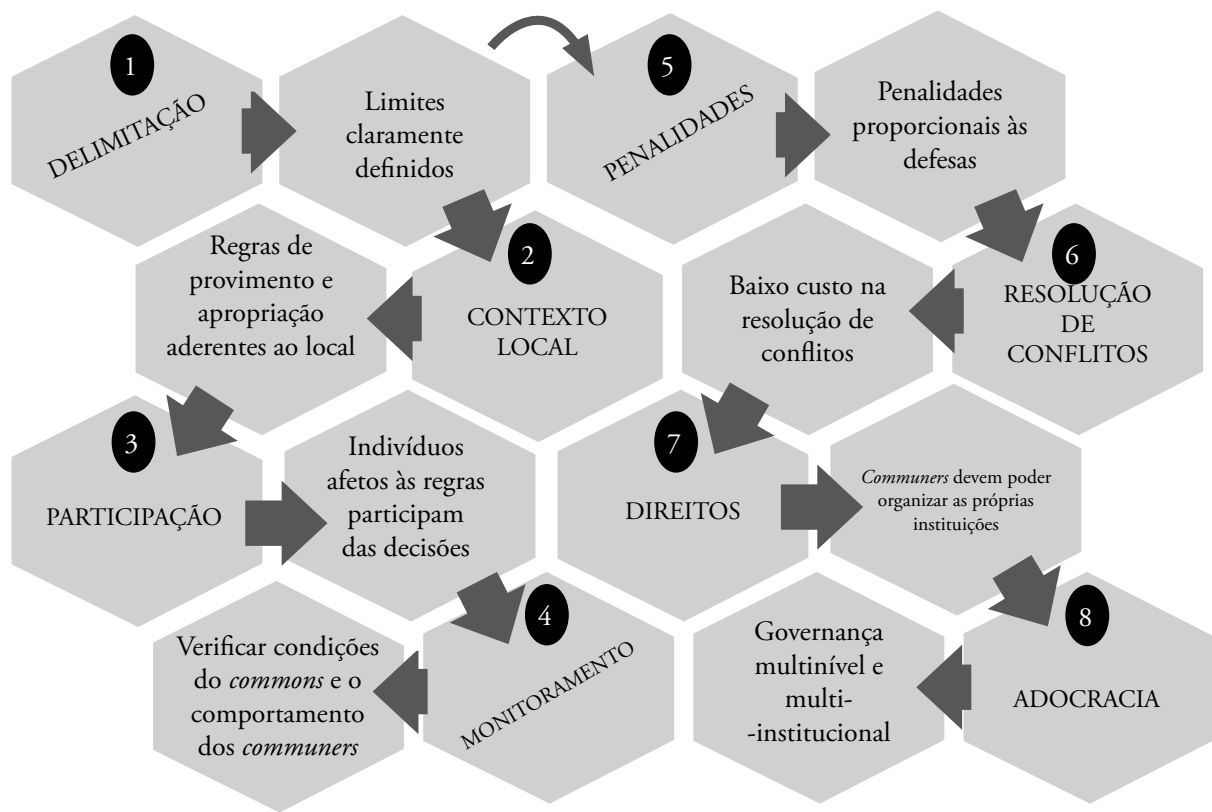 1
DELIMITAÇÃO
Limites
claramente
definidos
2
CONTEXTO
LOCAL
Regras de
provimento e
apropriação
aderentes ao local
3
PARTICIPAÇÃO
Indivíduos
afetos às regras
participam
das decisões
4
MONITORAMENTO
Verificar condições
do commons e o
comportamento
dos communers
5
PENALIDADES
Penalidades
proporcionais às
defesas
6
RESOLUÇÃO
DE
CONFLITOS
Baixo custo na
resolução de
conflitos
7
DIREITOS
Communers devem poder
organizar as próprias
instituições
8
ADOCRACIA
Governança
multinível e
multi-
-institucional